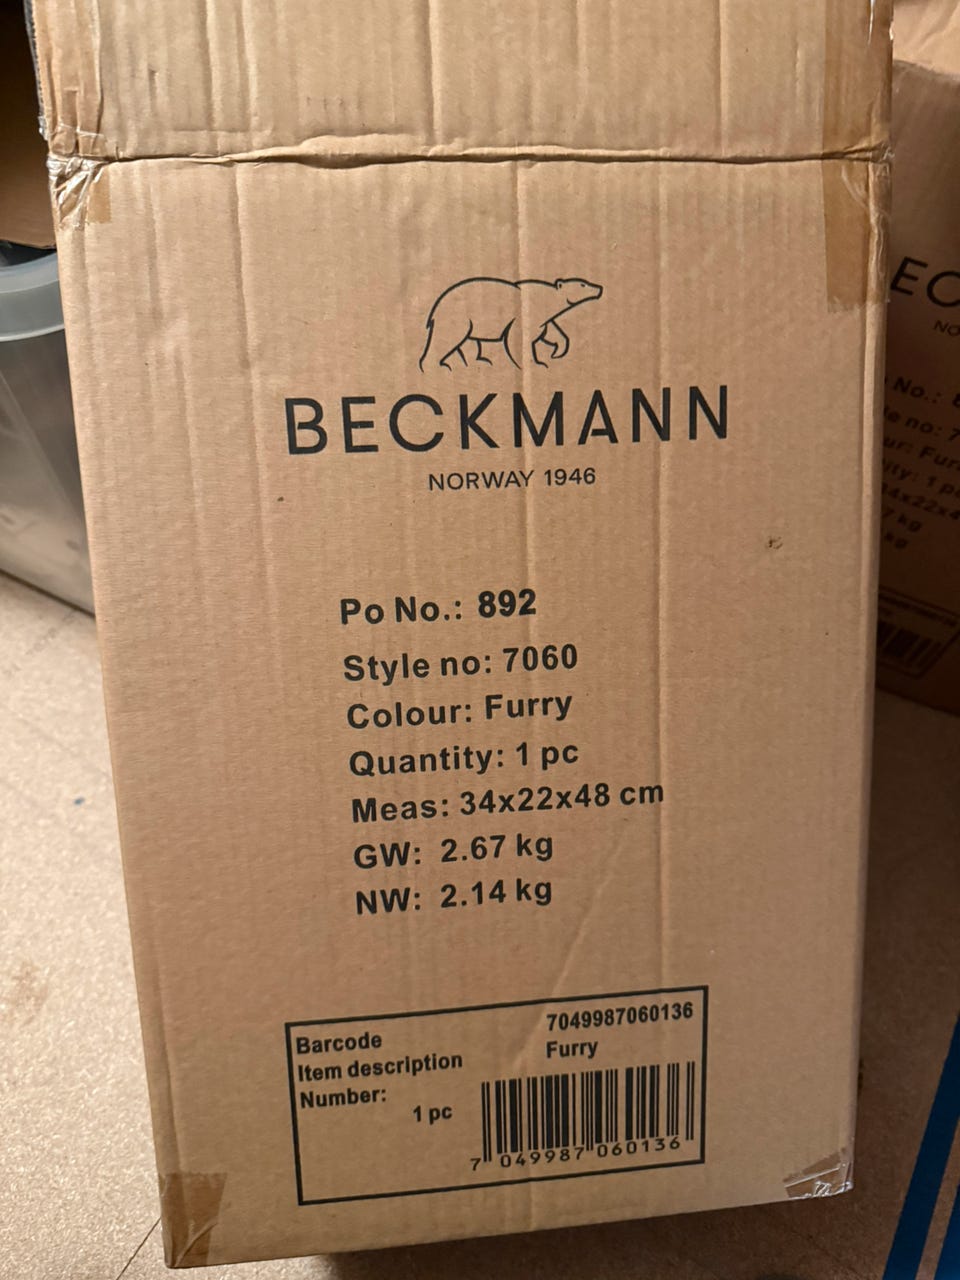 BECKMANN
NORWAY 1946
Po No.: 892
Style no: 7060
Colour: Furry
Quantity: 1 pc
Meas: 34x22x48 cm
GW: 2.67 kg
NW: 2.14 kg
Barcode 7049987060136
Item description Furry
Number:
1 pc
7 049987 060136